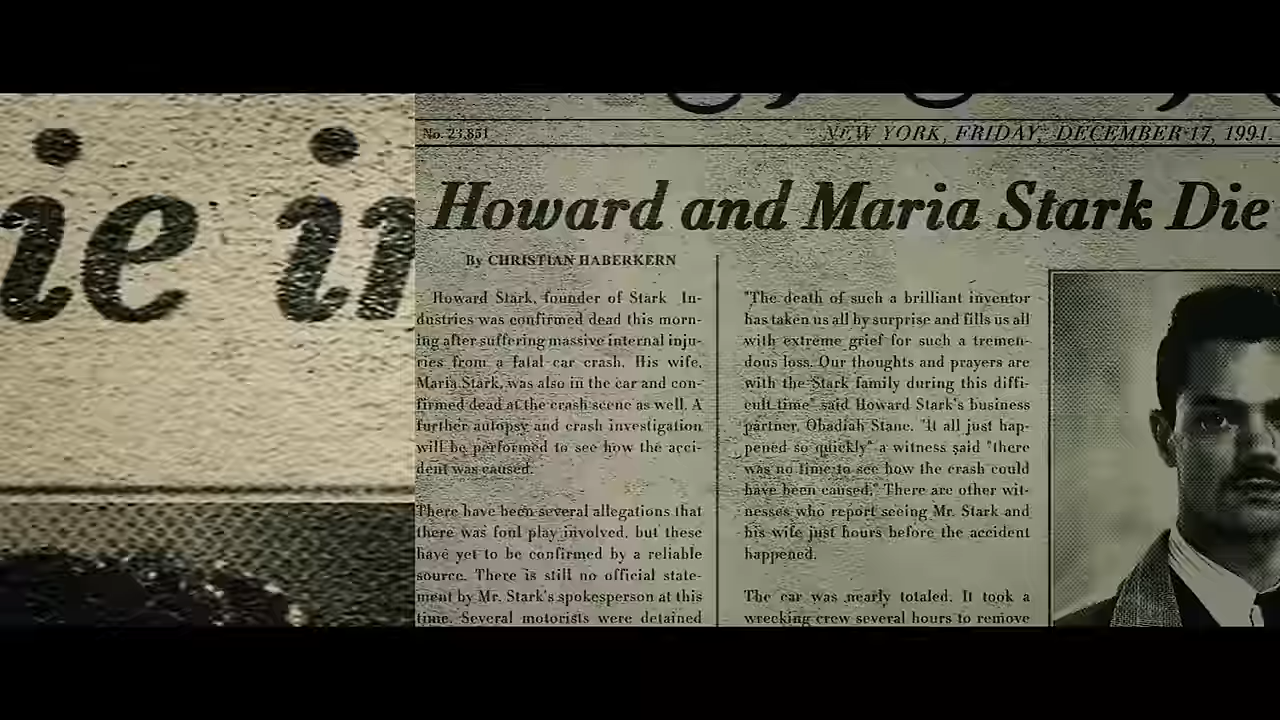 ie in
No. 23,851
NEW YORK, FRIDAY, DECEMBER 17, 1991.
Howard and Maria Stark Die
By CHRISTIAN HABERKERN
Howard Stark, founder of Stark In-
dustries was confirmed dead this morn-
ing after suffering massive internal inju-
ries from a fatal car crash. His wife,
Maria Stark, was also in the car and con-
firmed dead at the crash scene as well. A
further autopsy and crash investigation
will be performed to see how the acci-
dent was caused.
There have been several allegations that
there was foul play involved, but these
have yet to be confirmed by a reliable
source. There is still no official state-
ment by Mr. Stark's spokesperson at this
time. Several motorists were detained
"The death of such a brilliant inventor
has taken us all by surprise and fills us all
with extreme grief for such a tremen-
dous loss. Our thoughts and prayers are
with the Stark family during this diffi-
cult time" said Howard Stark's business
partner, Obadiah Stane. "It all just hap-
pened so quickly" a witness said "there
was no time to see how the crash could
have been caused." There are other wit-
nesses who report seeing Mr. Stark and
his wife just hours before the accident
happened.
The car was nearly totaled. It took a
wrecking crew several hours to remove